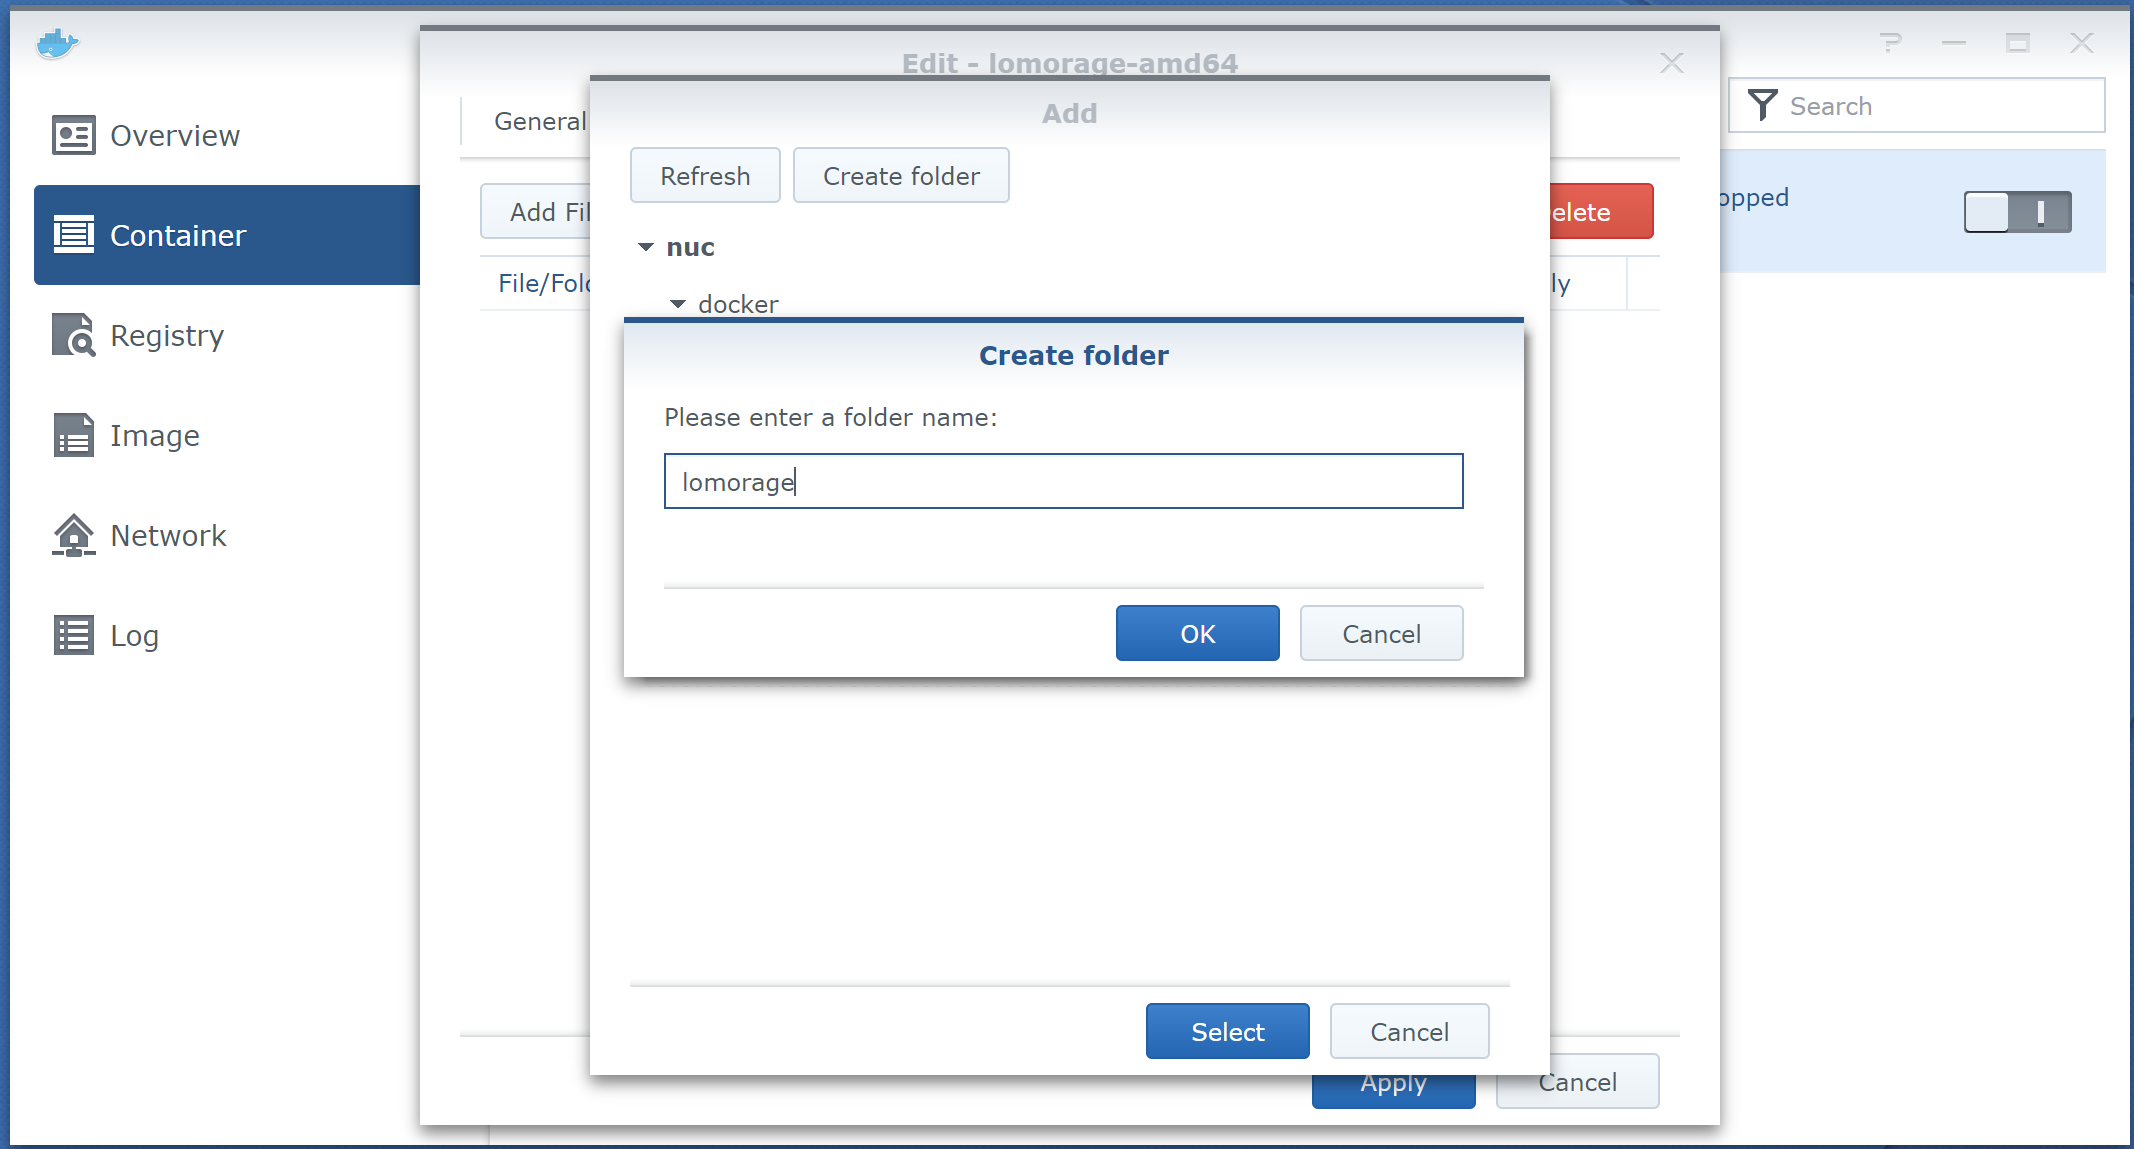 Edit - lomorage-amd64
Add
Search
Overview
General
Refresh
Create folder
Add Fil
elete
opped
Container
nuc
File/Fold
ly
docker
Registry
Create folder
Please enter a folder name:
Image
lomorage
Network
OK
Cancel
Log
Select
Cancel
Apply
Cancel